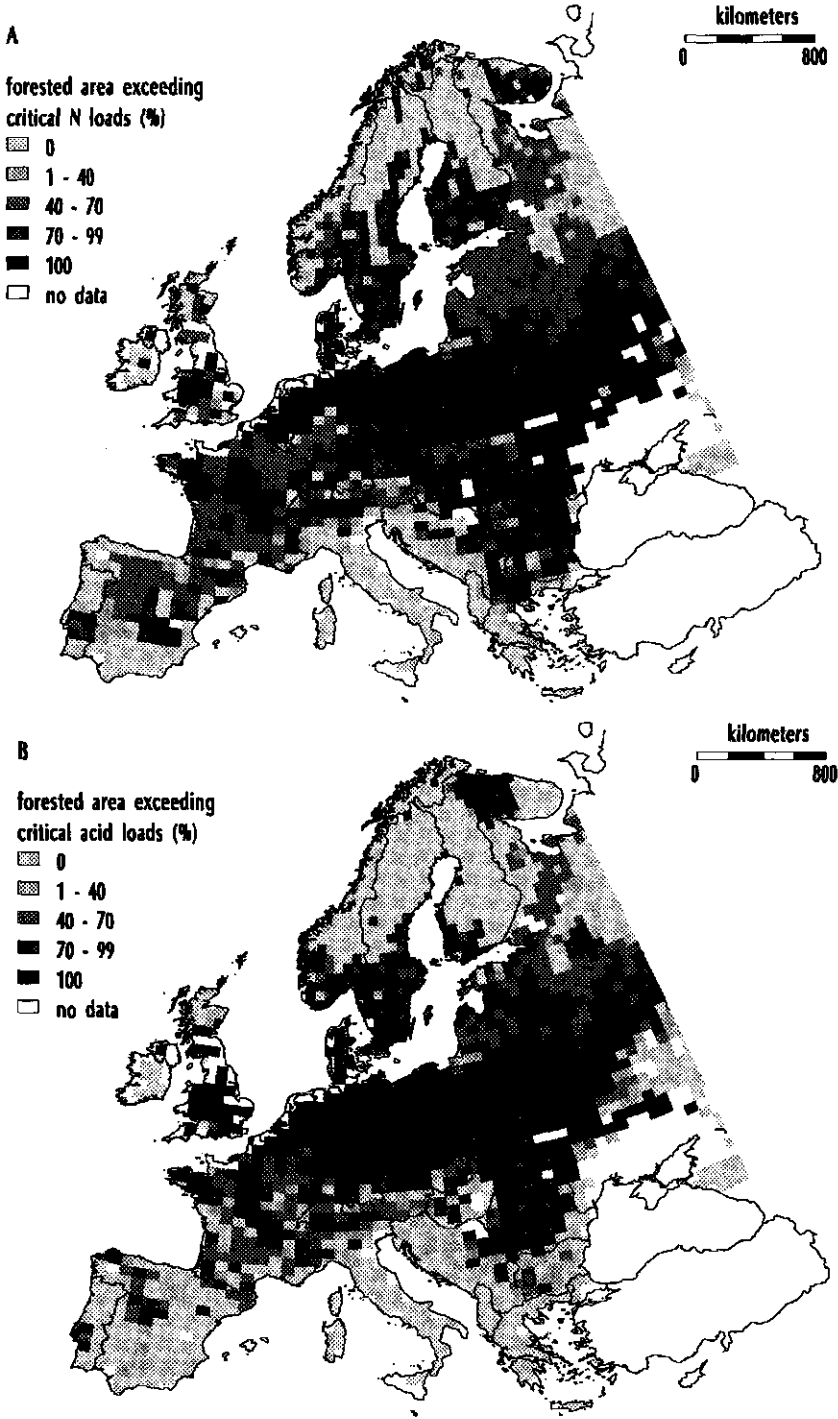 A
kilometers
0 800
forested area exceeding
critical N loads (%)
0
1 - 40
40 - 70
70 - 99
100
no data
B
kilometers
0 800
forested area exceeding
critical acid loads (%)
0
1 - 40
40 - 70
70 - 99
100
no data